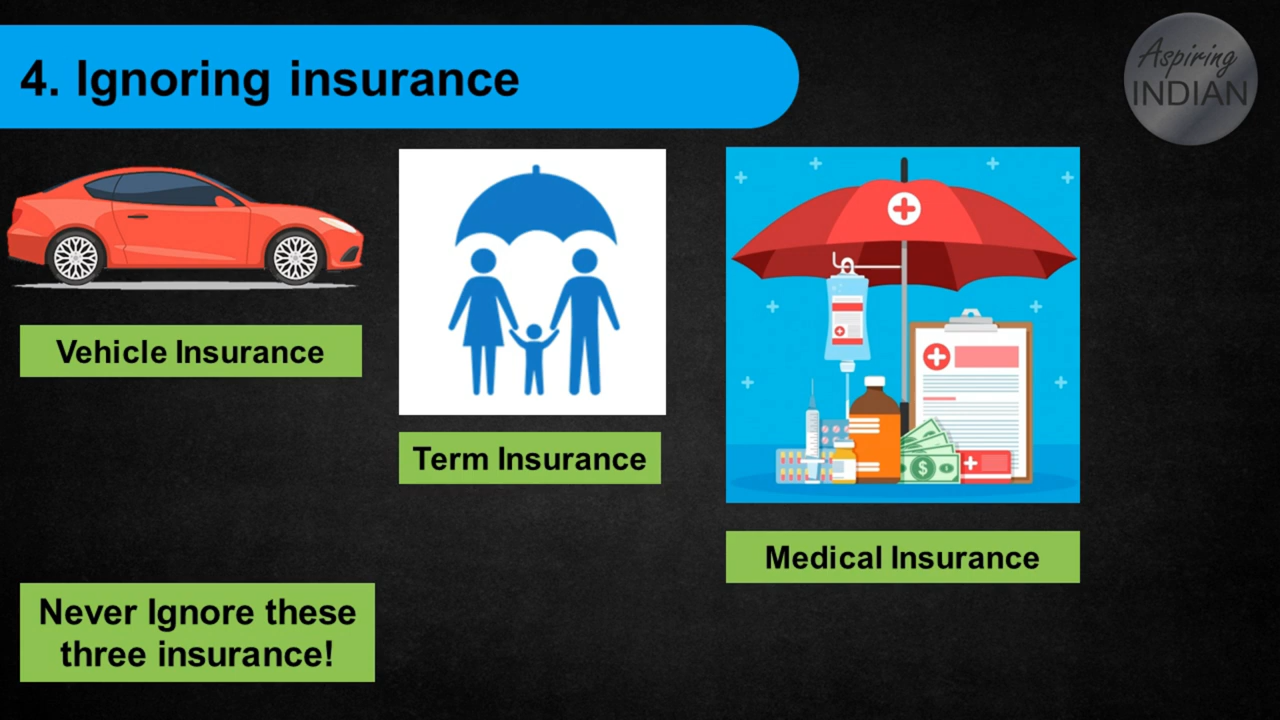 4. Ignoring insurance
Aspiring
INDIAN
Vehicle Insurance
Term Insurance
Medical Insurance
Never Ignore these
three insurance!